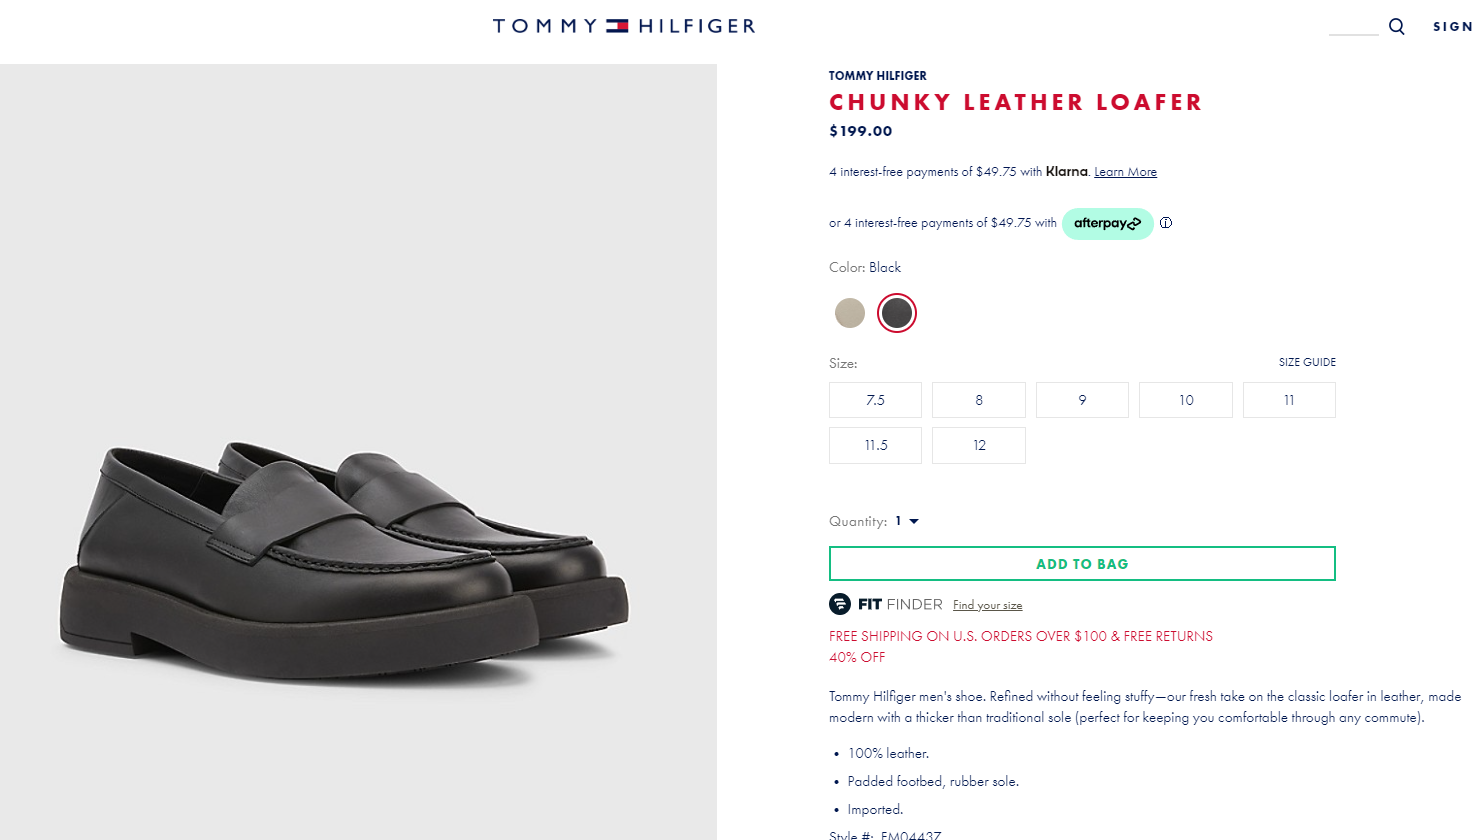 TOMMY HILFIGER
SIGN
TOMMY HILFIGER
CHUNKY LEATHER LOAFER
$199.00
4 interest-free payments of $49.75 with Klarna. Learn More
or 4 interest-free payments of $49.75 with afterpay
Color: Black
Size:
SIZE GUIDE
7.5 8 9 10 11
11.5 12
Quantity: 1
ADD TO BAG
FIT FINDER Find your size
FREE SHIPPING ON U.S. ORDERS OVER $100 & FREE RETURNS
40% OFF
Tommy Hilfiger men's shoe. Refined without feeling stuffy—our fresh take on the classic loafer in leather, made
modern with a thicker than traditional sole (perfect for keeping you comfortable through any commute).
• 100% leather.
• Padded footbed, rubber sole.
• Imported.
Style #: FM04437